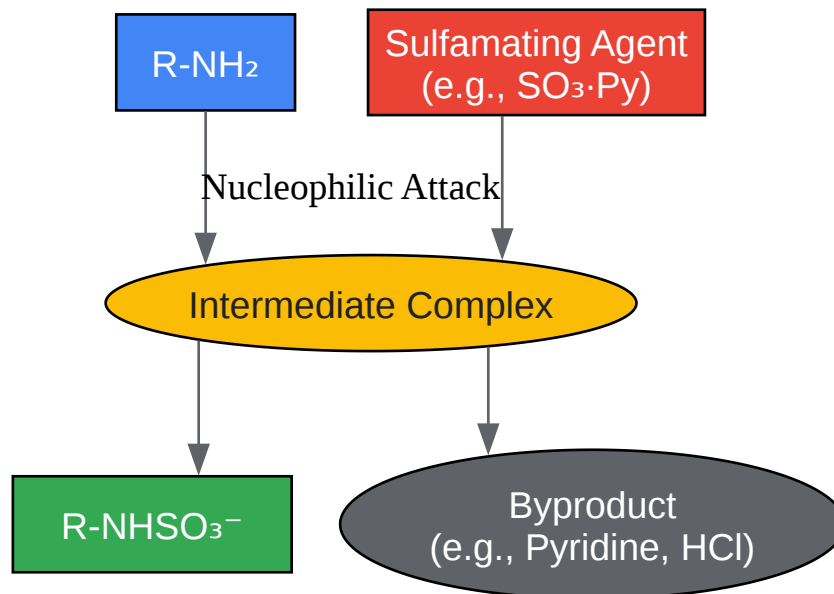 R-NH₂
Sulfamating Agent
(e.g., SO₃·Py)
Nucleophilic Attack
Intermediate Complex
R-NHSO₃⁻
Byproduct
(e.g., Pyridine, HCl)